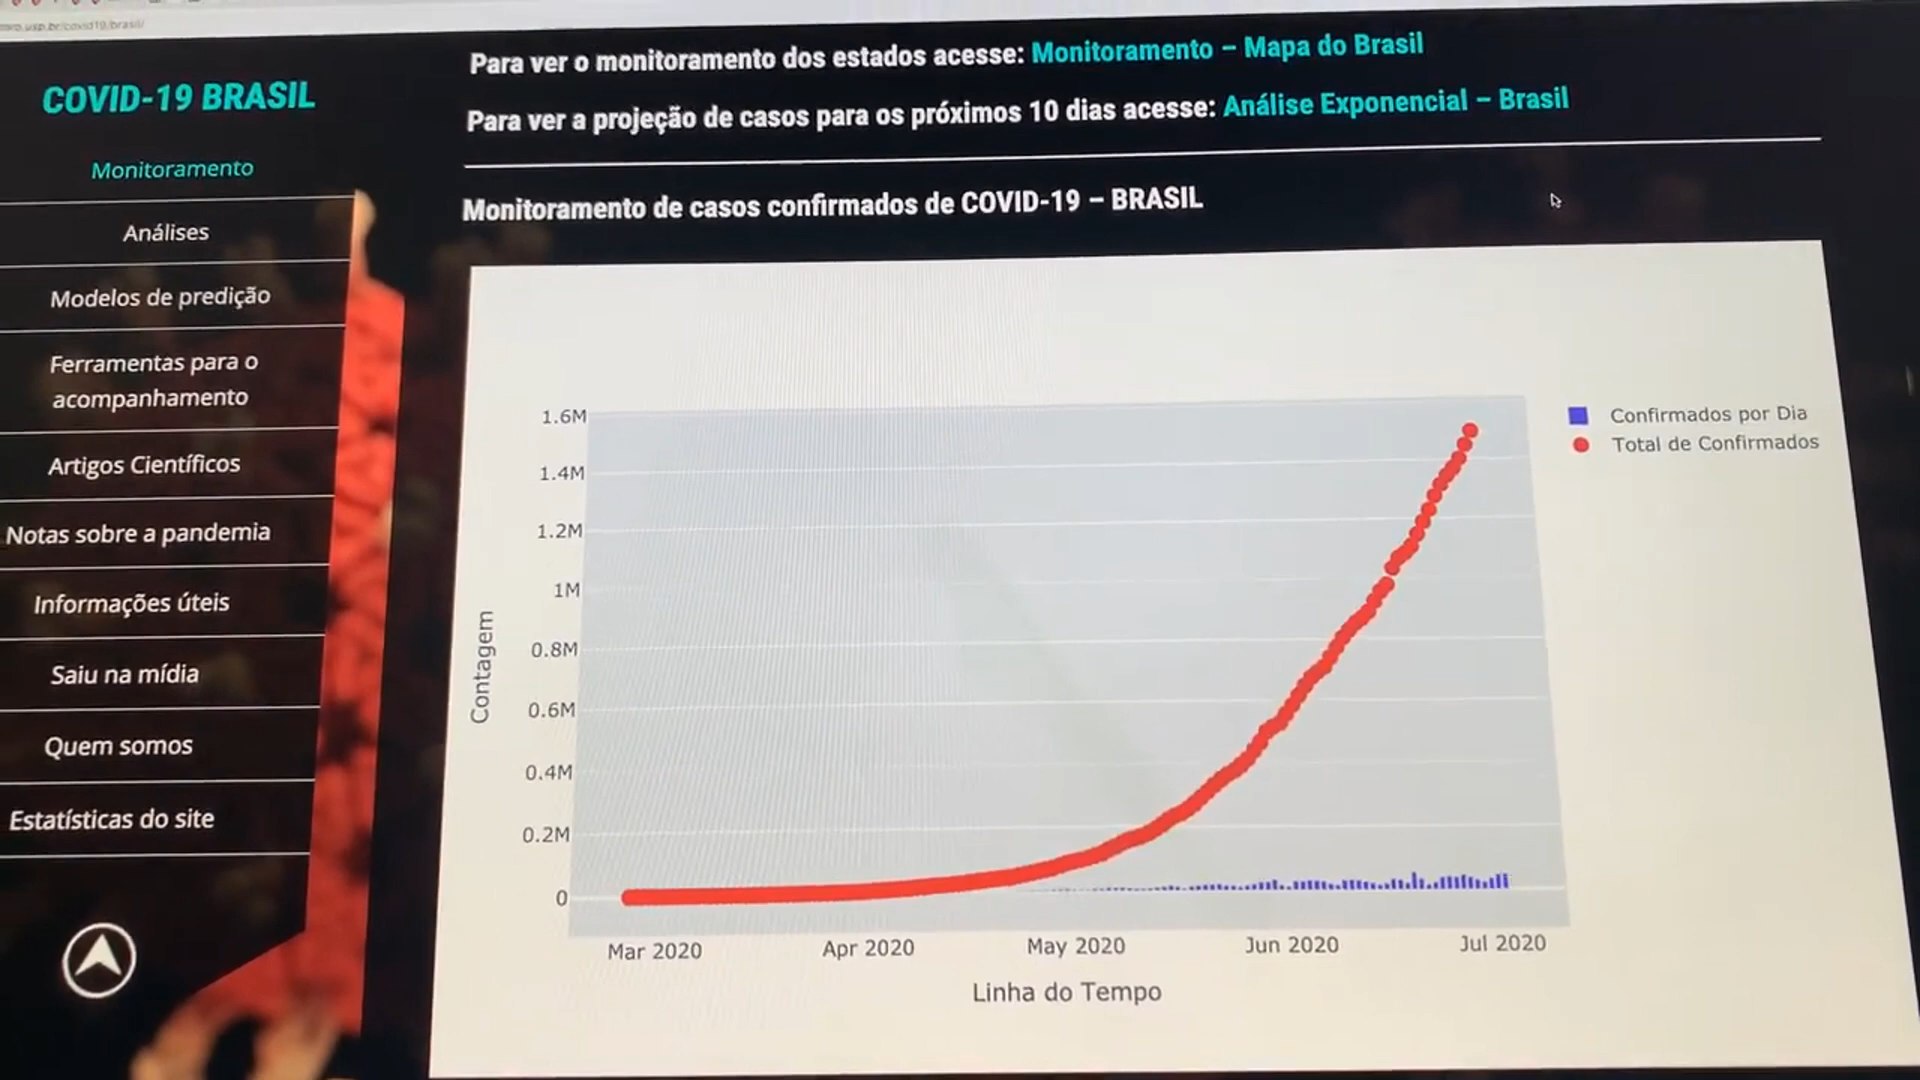 COVID-19 BRASIL
Monitoramento
Análises
Modelos de predição
Ferramentas para o
acompanhamento
Artigos Científicos
Notas sobre a pandemia
Informações úteis
Saiu na mídia
Quem somos
Estatísticas do site
Para ver o monitoramento dos estados acesse: Monitoramento – Mapa do Brasil
Para ver a projeção de casos para os próximos 10 dias acesse: Análise Exponencial – Brasil
Monitoramento de casos confirmados de COVID-19 – BRASIL
Confirmados por Dia
Total de Confirmados
1.6M
1.4M
1.2M
1M
0.8M
0.6M
0.4M
0.2M
0
Contagem
Mar 2020
Apr 2020
May 2020
Jun 2020
Jul 2020
Linha do Tempo